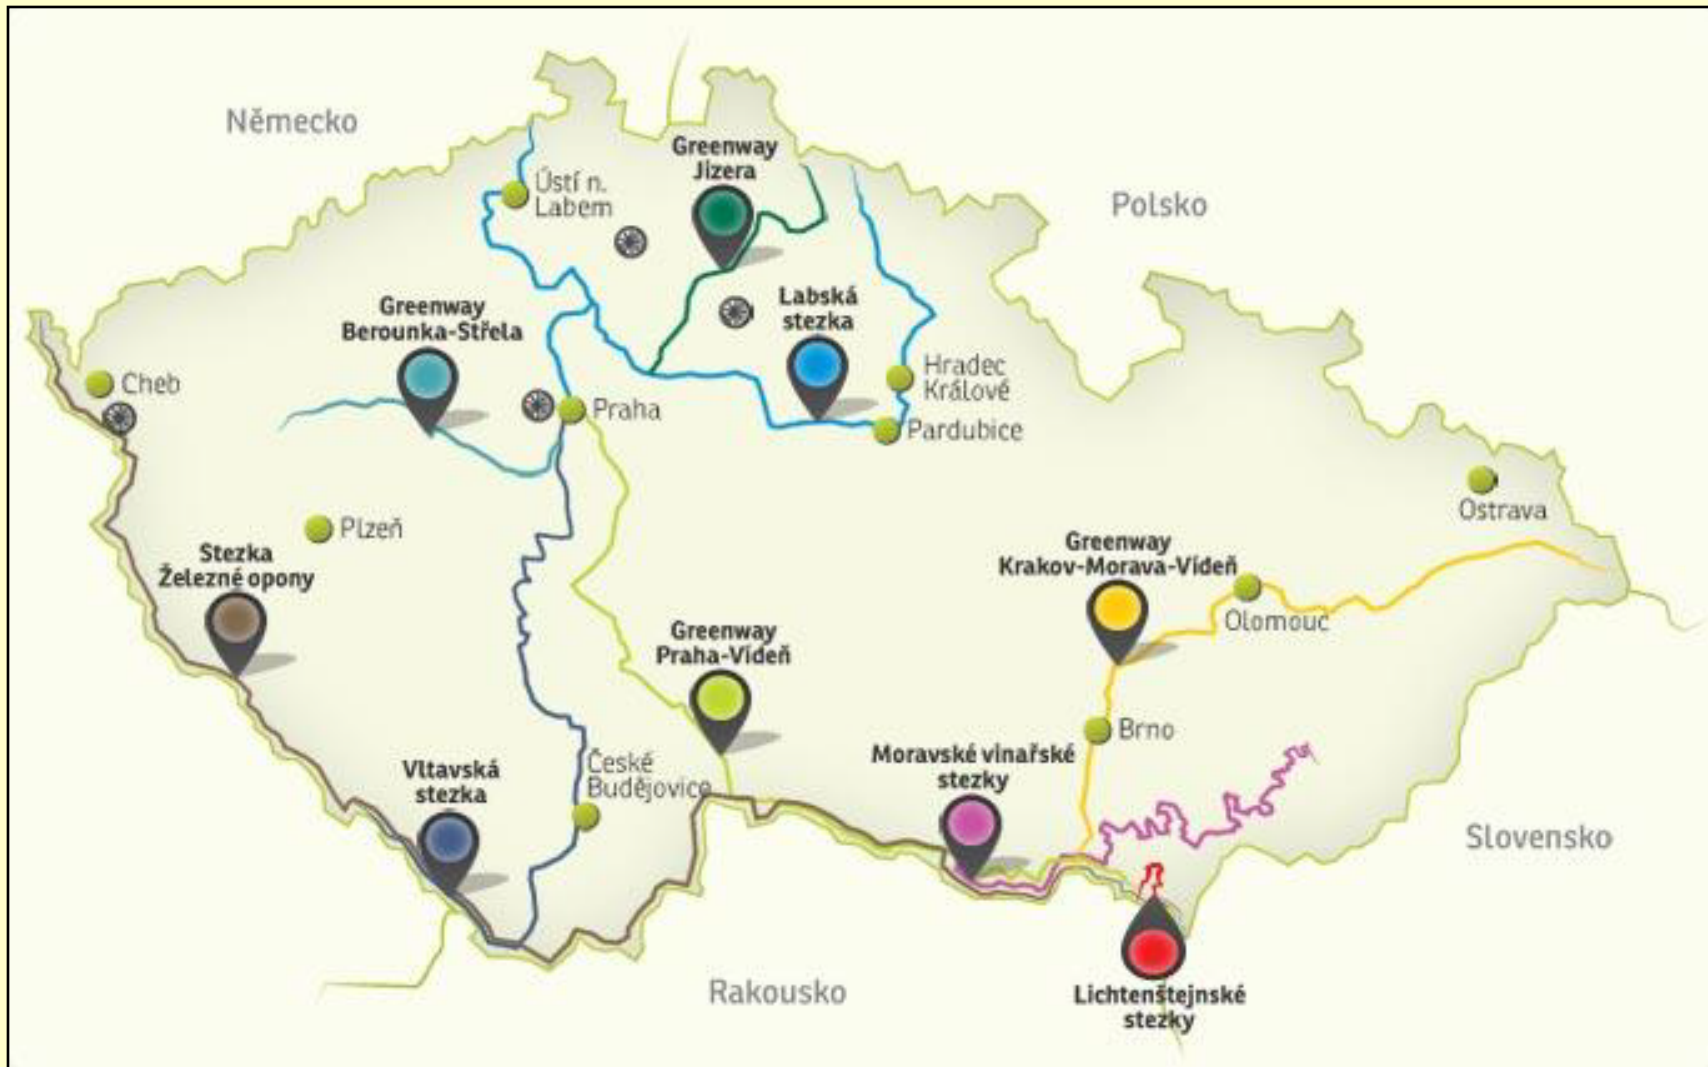 Německo
Greenway
Jizera
Ústí n.
Labem
Polsko
Greenway
Berounka-Střela
Labská
stezka
Cheb
Praha
Hradec
Králové
Pardubice
Plzeň
Ostrava
Stezka
Železné opony
Greenway
Krakov-Morava-Vídeň
Olomouc
Greenway
Praha-Vídeň
Brno
Vltavská
stezka
České
Budějovice
Moravské vinařské
stezky
Slovensko
Rakousko
Lichtenštejnské
stezky